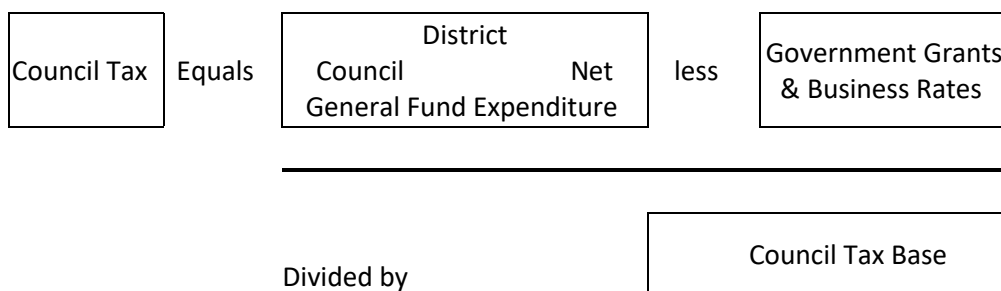 District
Council Tax Equals Council Net less Government Grants
General Fund Expenditure & Business Rates
Council Tax Base
Divided by